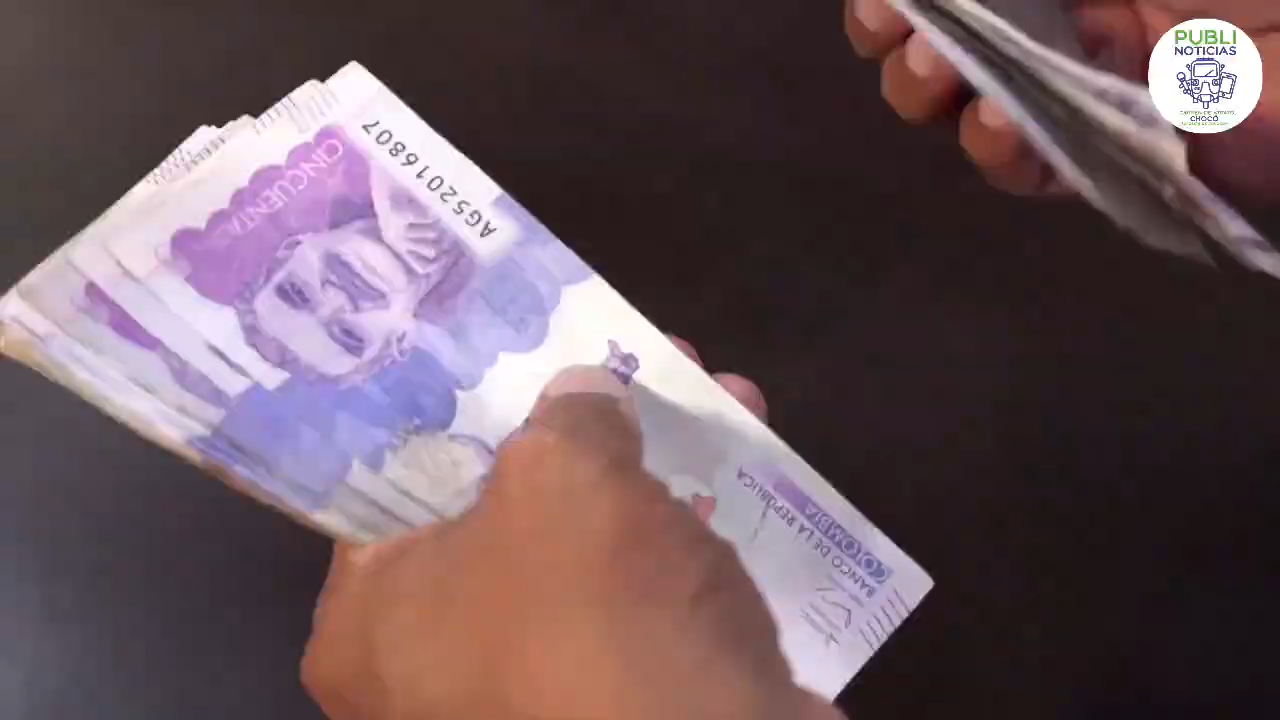 PUBLI
NOTICIAS
CHOCÓ
AG52016807
CINCUENTA
BANCO DE LA REPÚBLICA
COLOMBIA